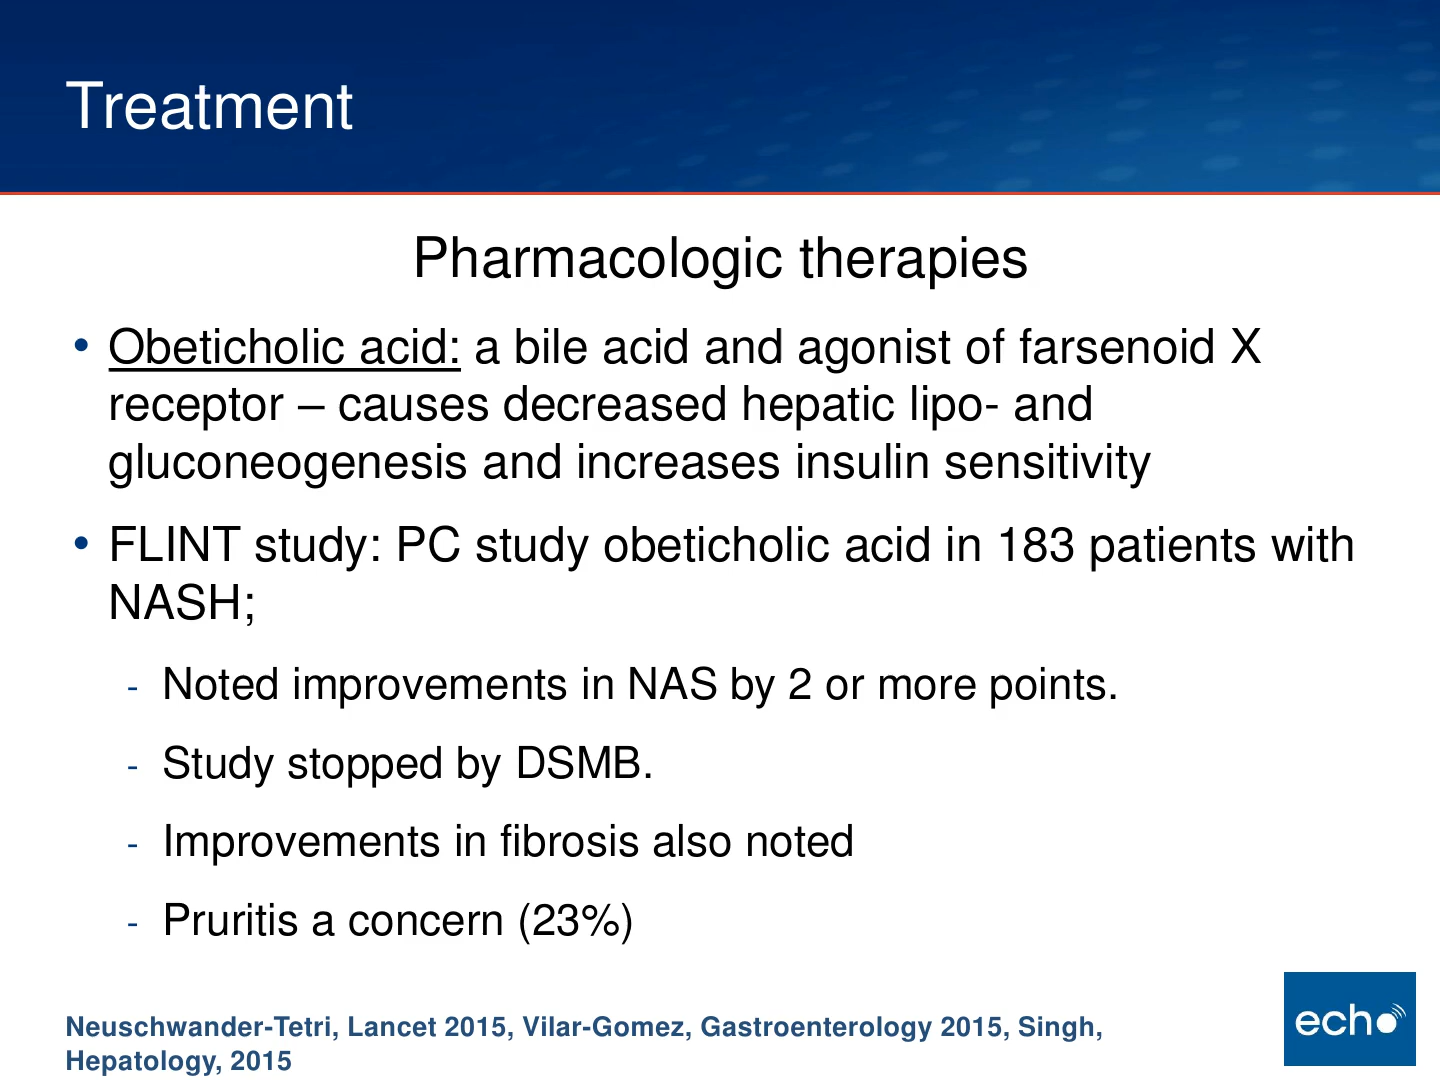 Treatment
Pharmacologic therapies
• Obeticholic acid: a bile acid and agonist of farsenoid X
receptor – causes decreased hepatic lipo- and
gluconeogenesis and increases insulin sensitivity
• FLINT study: PC study obeticholic acid in 183 patients with
NASH;
- Noted improvements in NAS by 2 or more points.
- Study stopped by DSMB.
- Improvements in fibrosis also noted
- Pruritis a concern (23%)
Neuschwander-Tetri, Lancet 2015, Vilar-Gomez, Gastroenterology 2015, Singh,
Hepatology, 2015
echo